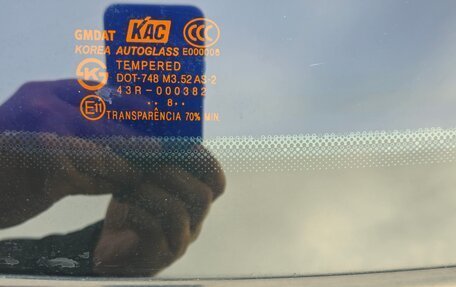 GMDAT KAC CCC
KOREA AUTOGLASS E000008
TEMPERED
DOT-748 M3.52 AS-2
E11 43R-000382
.. 8..
TRANSPARÊNCIA 70% MIN.